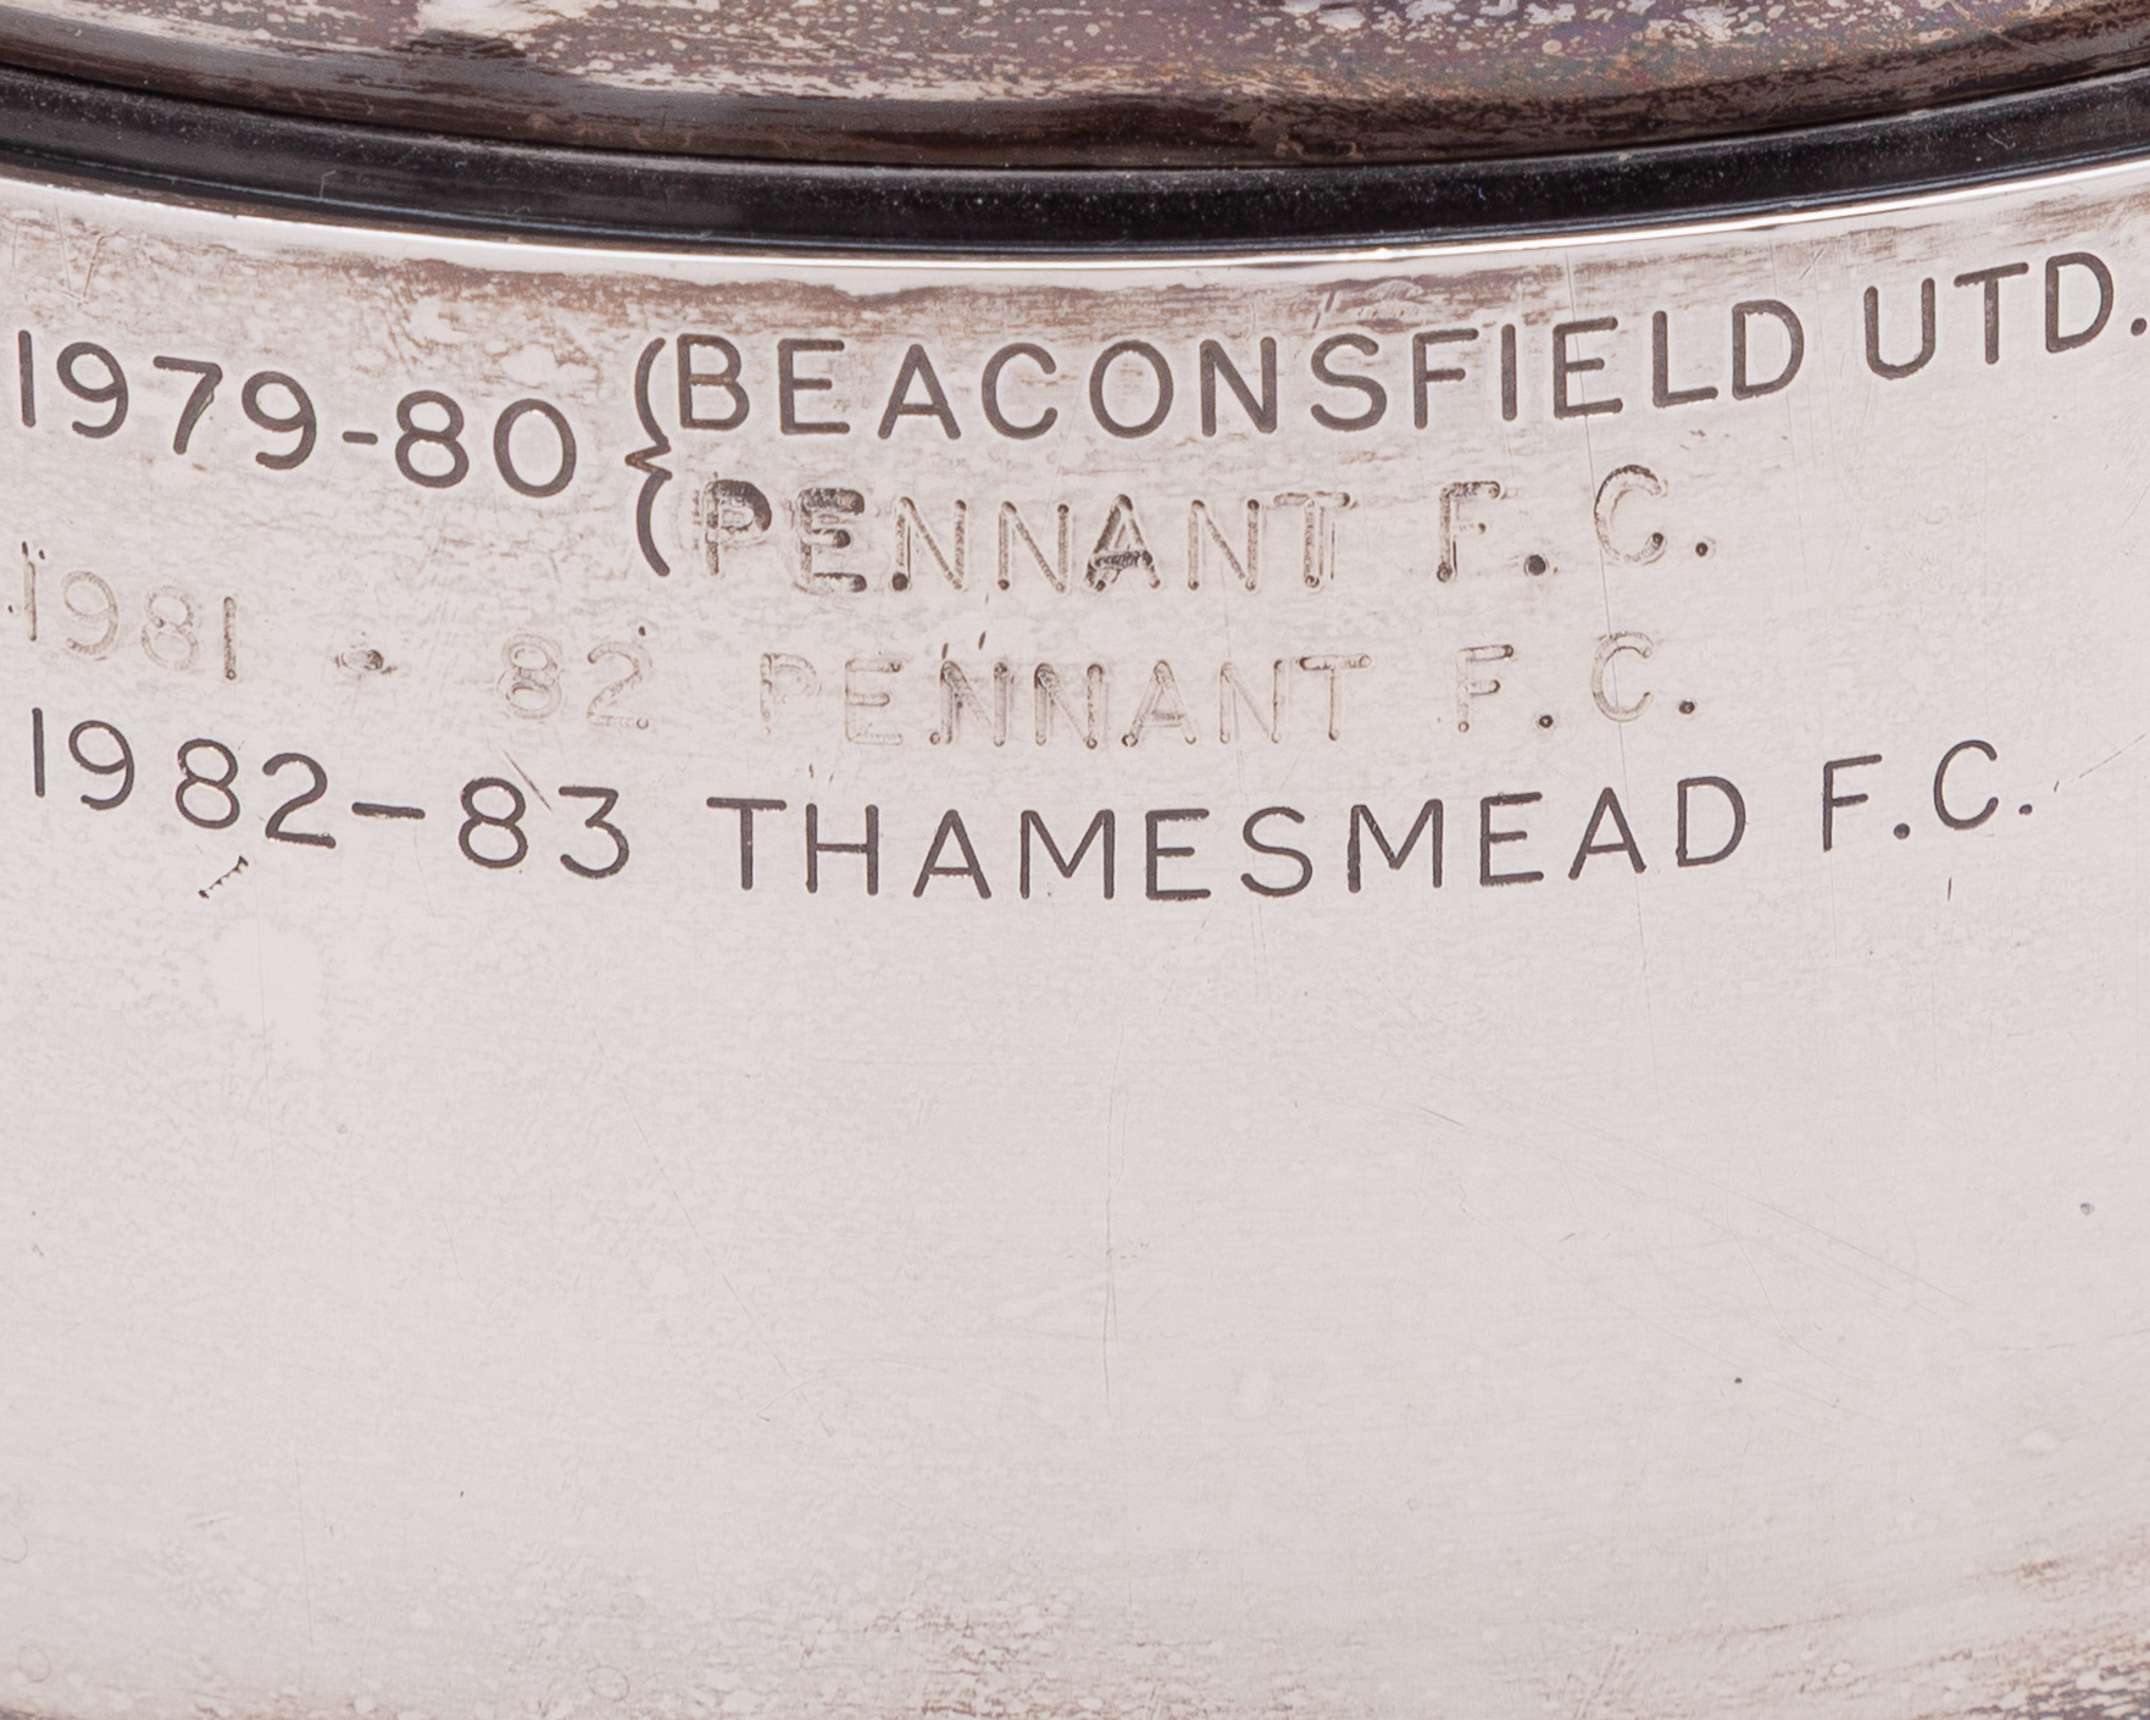 1979-80 { BEACONSFIELD UTD.
PENNANT F.C.
1981 - 82 PENNANT F.C.
1982-83 THAMESMEAD F.C.